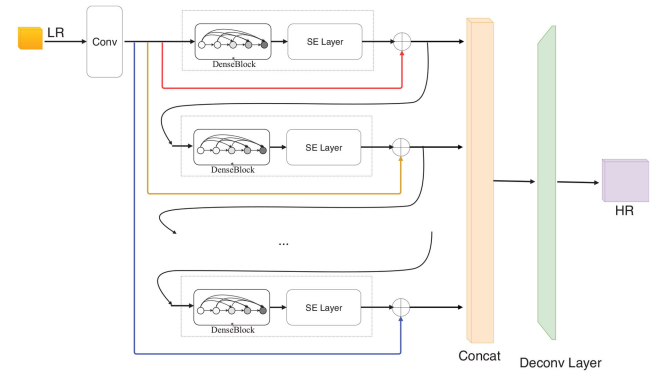 LR
Conv
SE Layer
DenseBlock
SE Layer
DenseBlock
...
SE Layer
DenseBlock
HR
Concat
Deconv Layer